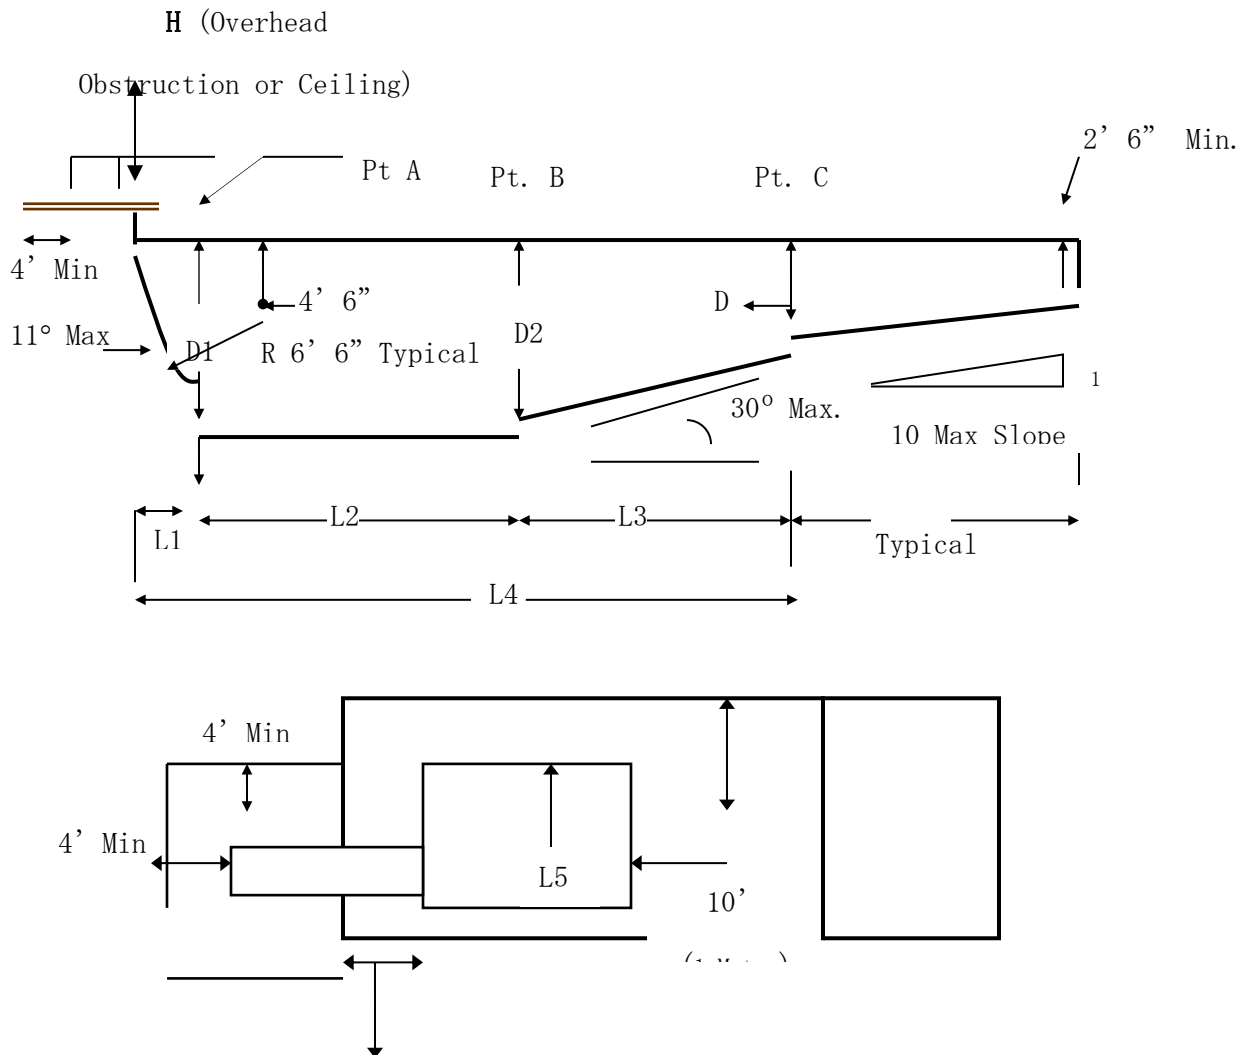 H (Overhead
Obstruction or Ceiling)
2’ 6” Min.
Pt A
Pt. B
Pt. C
4’ Min
4’ 6”
D
11° Max
D1
R 6’ 6” Typical
D2
1
30° Max.
10 Max Slope
L1
L2
L3
Typical
L4
4’ Min
4’ Min
L5
10’